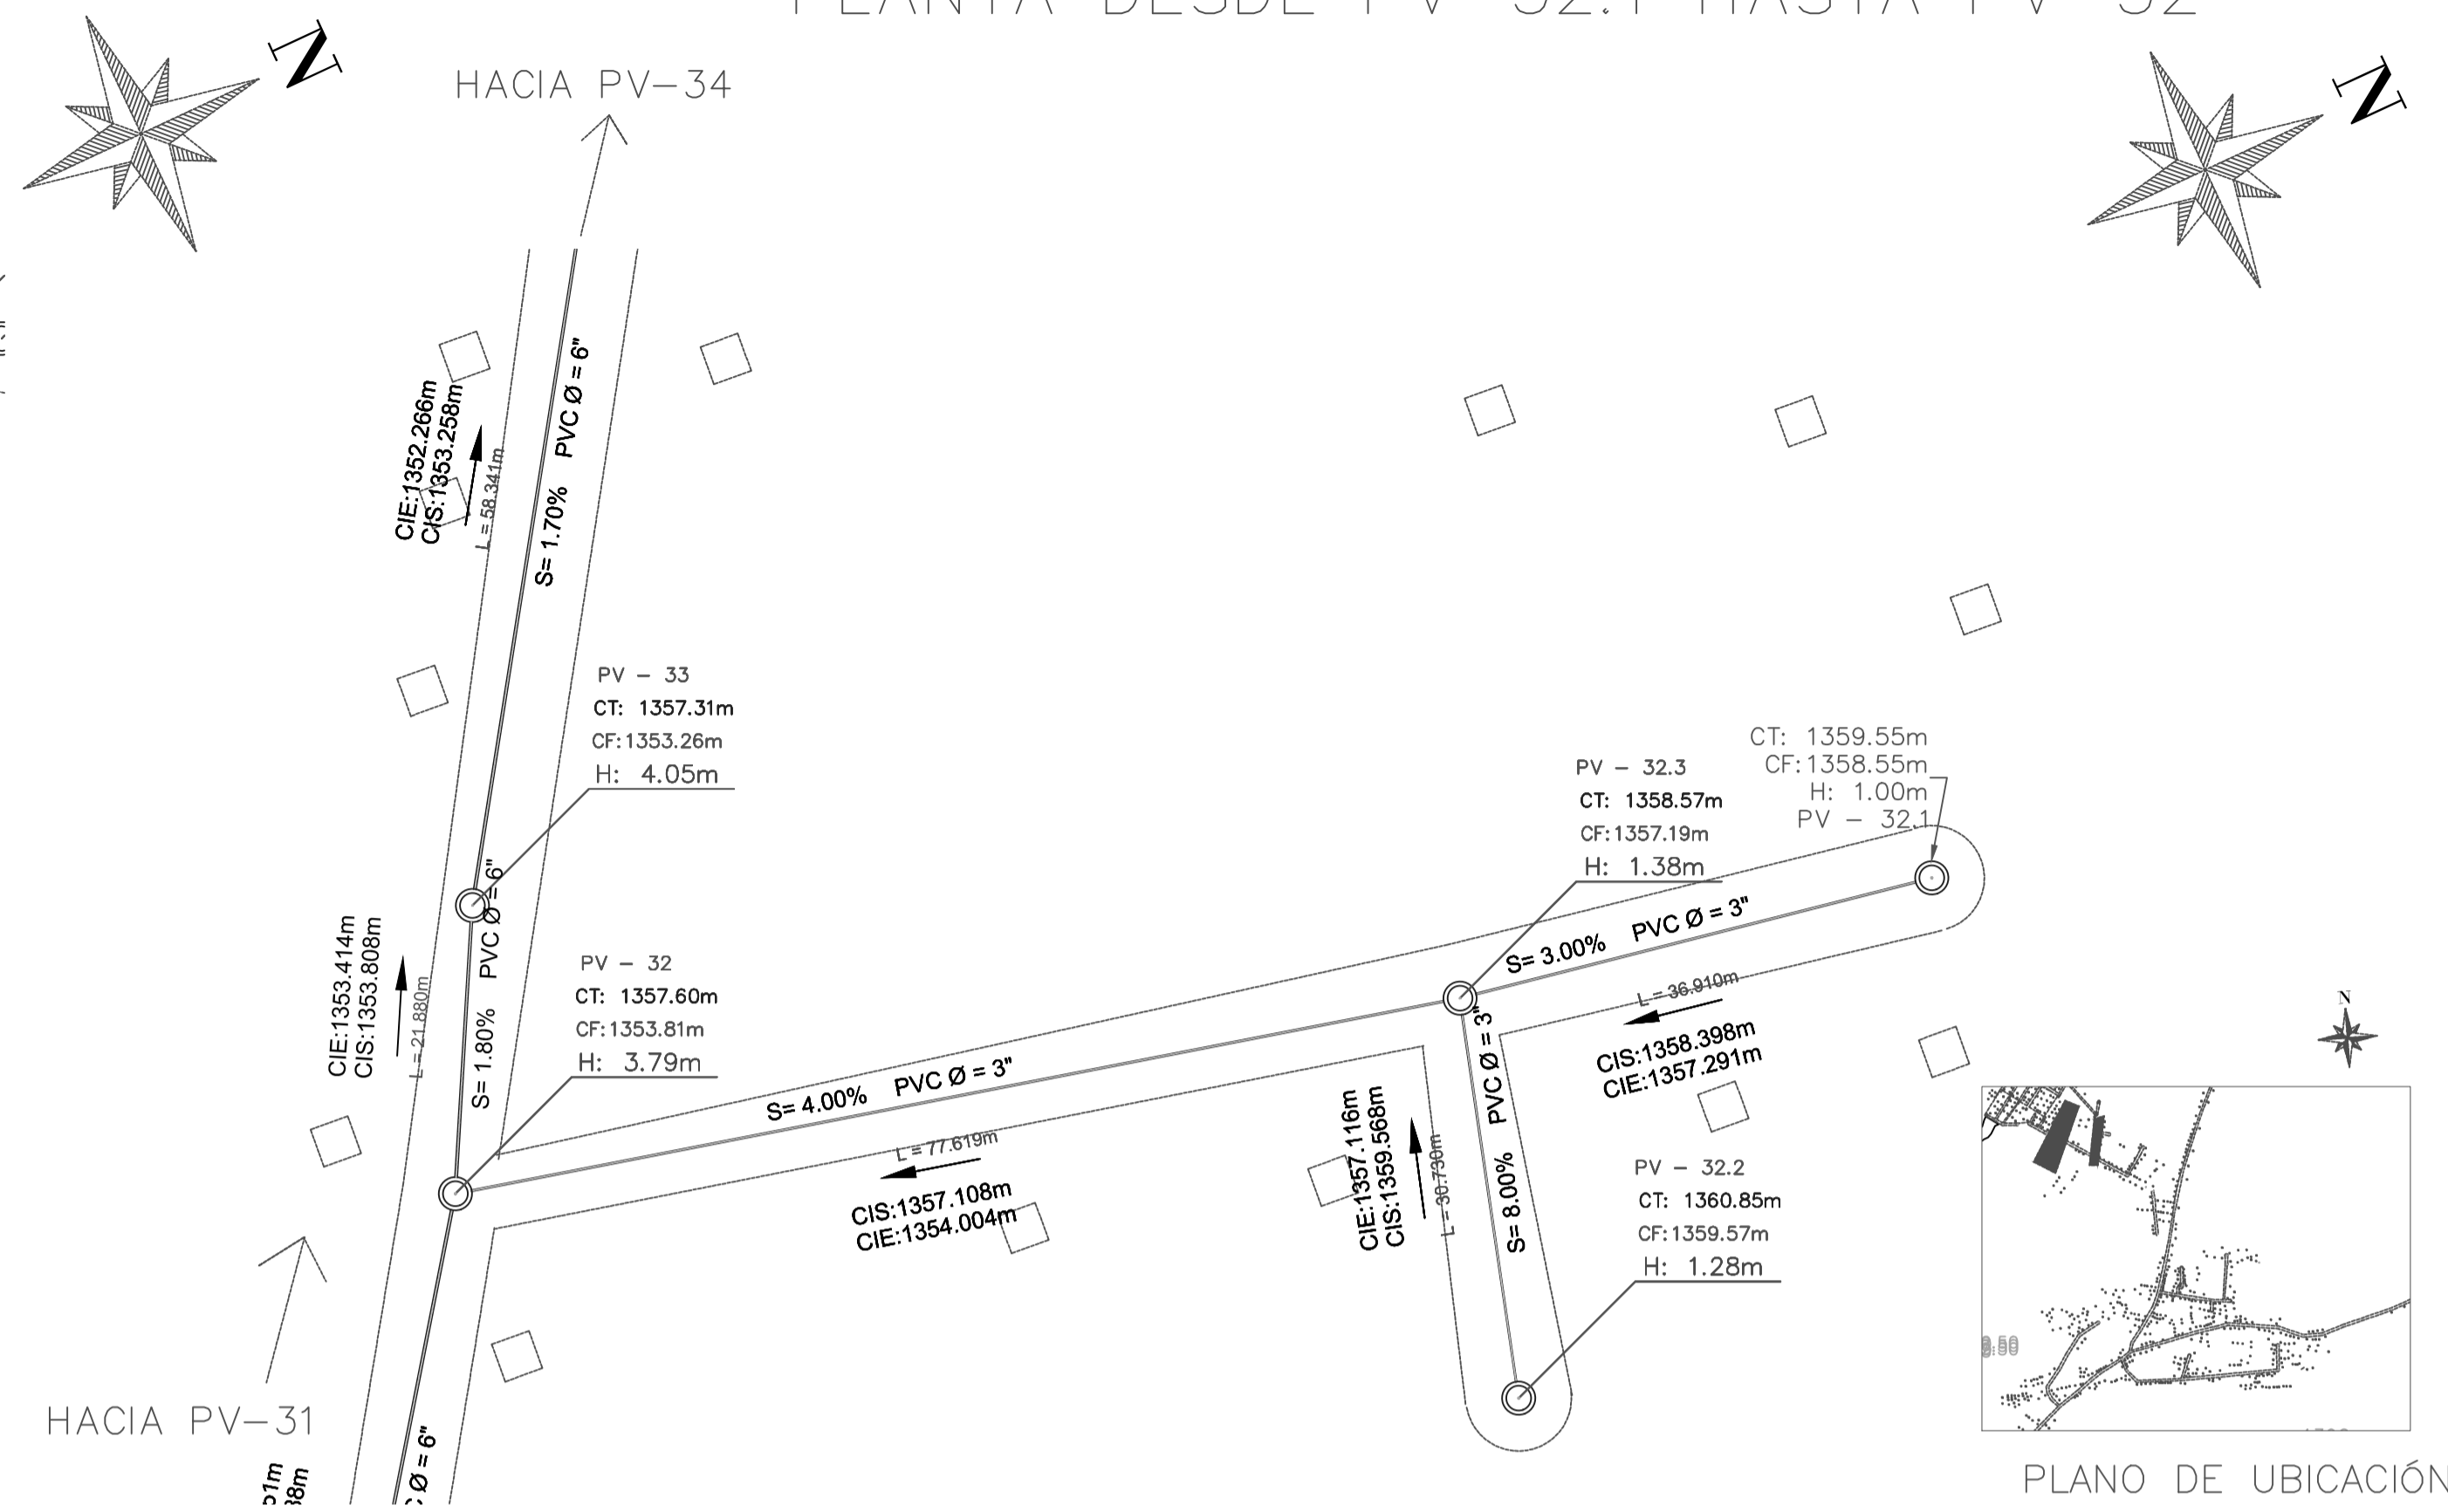 N
HACIA PV-34
N
CIE:1352.266m
CIS:1353.258m
L = 58.341m
S= 1.70% PVC Ø = 6"
PV - 33
CT: 1357.31m
CF:1353.26m
H: 4.05m
CIE:1353.414m
CIS:1353.808m
L = 21.880m
S= 1.80% PVC Ø = 6"
PV - 32
CT: 1357.60m
CF:1353.81m
H: 3.79m
S= 4.00% PVC Ø = 3"
L = 77.619m
CIS:1357.108m
CIE:1354.004m
PV - 32.3
CT: 1358.57m
CF:1357.19m
H: 1.38m
CT: 1359.55m
CF:1358.55m
H: 1.00m
PV - 32.1
S= 3.00% PVC Ø = 3"
L = 36.910m
CIS:1358.398m
CIE:1357.291m
CIE:1357.116m
CIS:1359.568m
L = 30.730m
S= 8.00% PVC Ø = 3"
PV - 32.2
CT: 1360.85m
CF:1359.57m
H: 1.28m
N
HACIA PV-31
Ø = 6"
PLANO DE UBICACIÓN